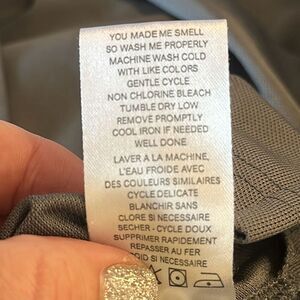 YOU MADE ME SMELL
SO WASH ME PROPERLY
MACHINE WASH COLD
WITH LIKE COLORS
GENTLE CYCLE
NON CHLORINE BLEACH
TUMBLE DRY LOW
REMOVE PROMPTLY
COOL IRON IF NEEDED
WELL DONE
LAVER A LA MACHINE,
L'EAU FROIDE AVEC
DES COULEURS SIMILAIRES
CYCLE DELICATE
BLANCHIR SANS
CLORE SI NECESSAIRE
SECHER - CYCLE DOUX
SUPPRIMER RAPIDEMENT
REPASSER AU FER
SI NECESSAIRE